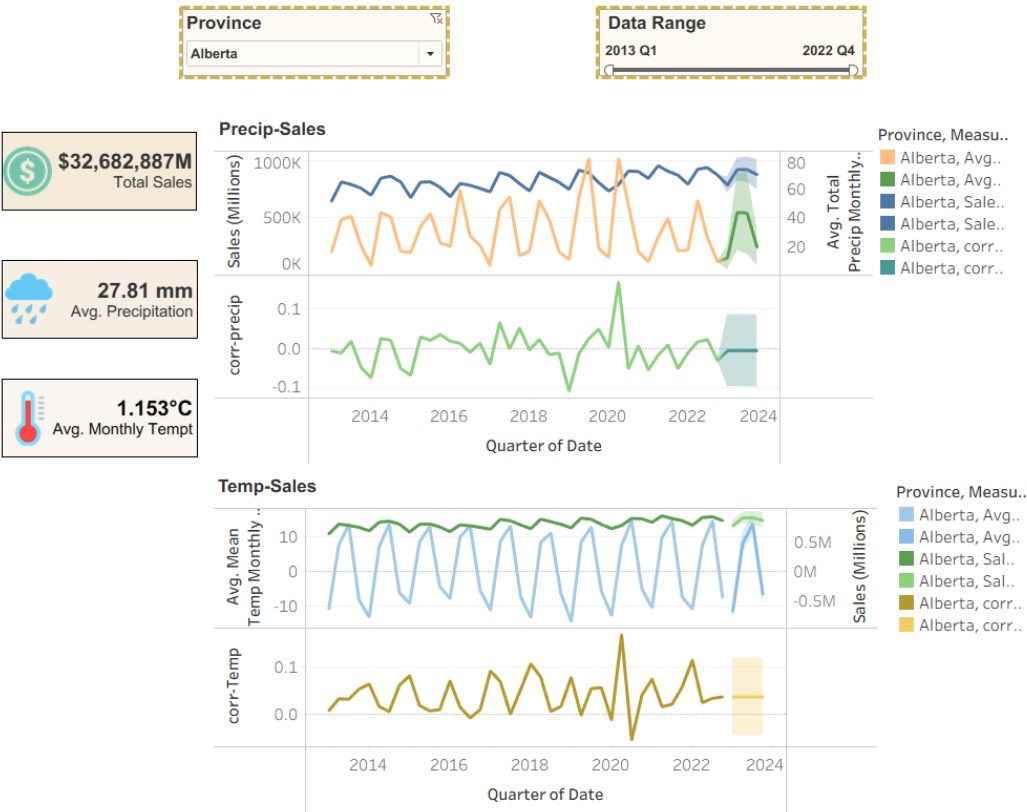 Province
Alberta
Data Range
2013 Q1 2022 Q4
$32,682,887M
Total Sales
27.81 mm
Avg. Precipitation
1.153°C
Avg. Monthly Tempt
Precip-Sales
Sales (Millions)
1000K
500K
0K
80
60
40
20
Avg. Total
Precip Monthly..
corr-precip
0.1
0.0
-0.1
2014 2016 2018 2020 2022 2024
Quarter of Date
Province, Measu..
Alberta, Avg..
Alberta, Avg..
Alberta, Sale..
Alberta, Sale..
Alberta, corr..
Alberta, corr..
Temp-Sales
Avg. Mean
Temp Monthly ..
10
0
-10
0.5M
0M
-0.5M
Sales (Millions)
corr-Temp
0.1
0.0
2014 2016 2018 2020 2022 2024
Quarter of Date
Province, Measu..
Alberta, Avg..
Alberta, Avg..
Alberta, Sal..
Alberta, Sal..
Alberta, corr..
Alberta, corr..